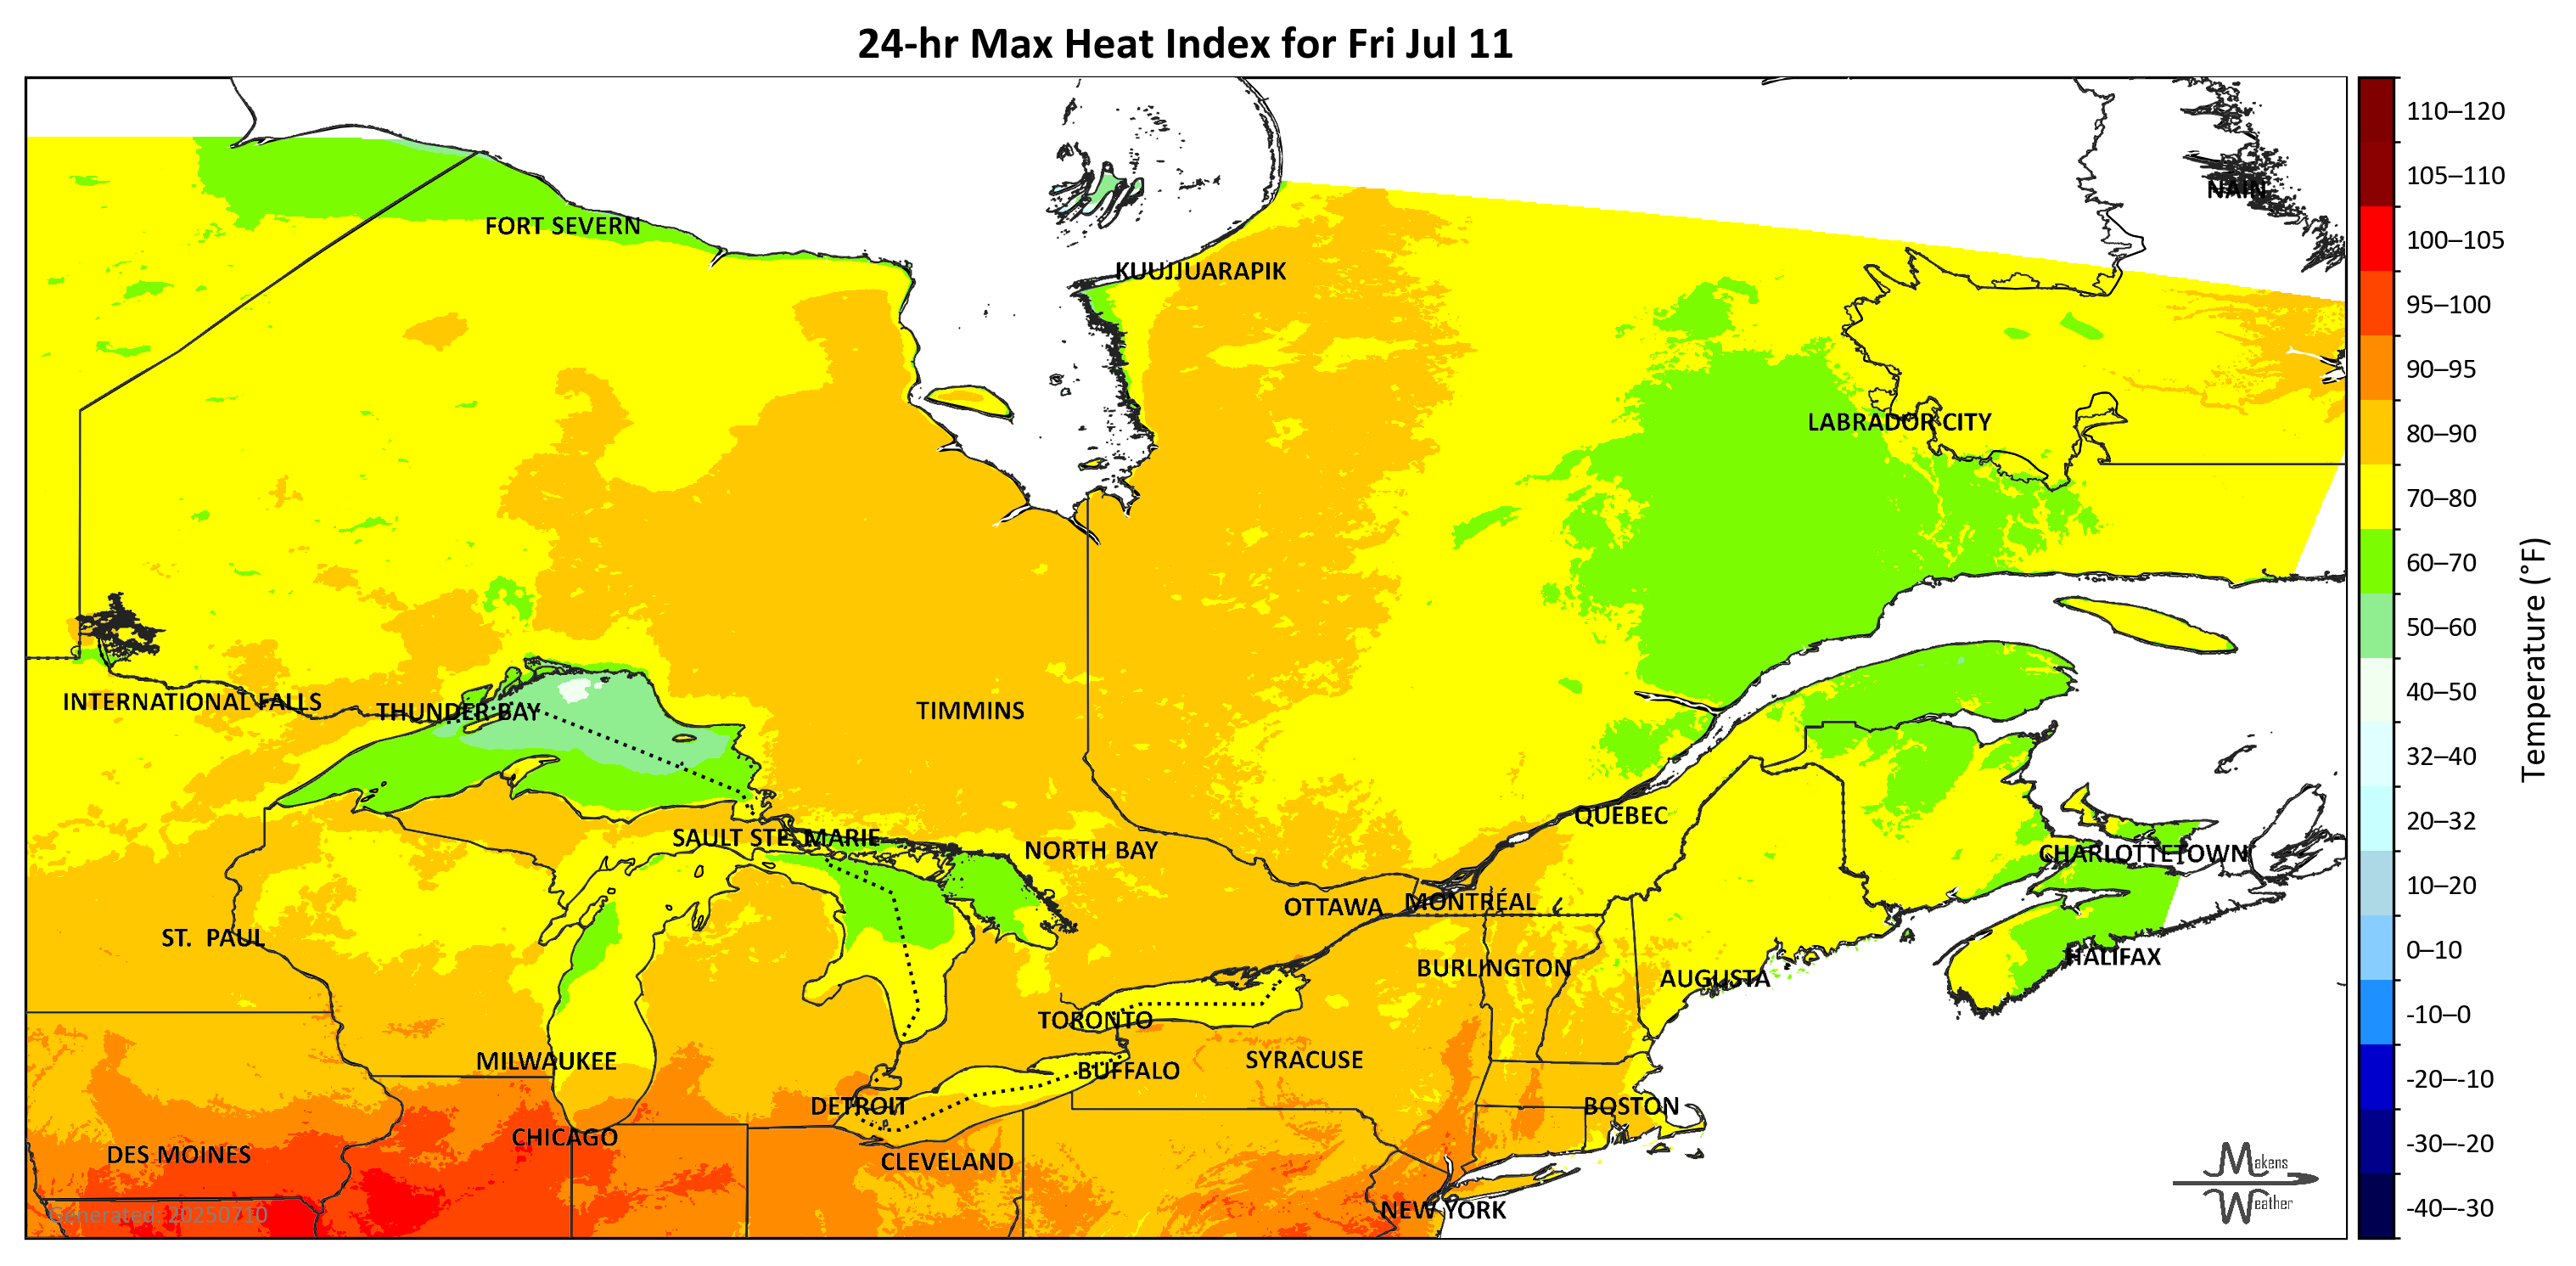 24-hr Max Heat Index for Fri Jul 11
110–120
105–110
NAIN
FORT SEVERN
100–105
KUUJJUARAPIK
95–100
90–95
LABRADOR CITY
80–90
70–80
60–70
50–60
Temperature (°F)
INTERNATIONAL FALLS
THUNDER BAY
TIMMINS
40–50
32–40
QUÉBEC
20–32
SAULT STE. MARIE
NORTH BAY
CHARLOTTETOWN
10–20
OTTAWA
MONTRÉAL
ST. PAUL
BURLINGTON
AUGUSTA
HALIFAX
0–10
TORONTO
-10–0
MILWAUKEE
BUFFALO
SYRACUSE
-20–-10
DETROIT
BOSTON
CHICAGO
DES MOINES
CLEVELAND
-30–-20
Makens
Weather
NEW YORK
-40–-30
Generated: 20250710